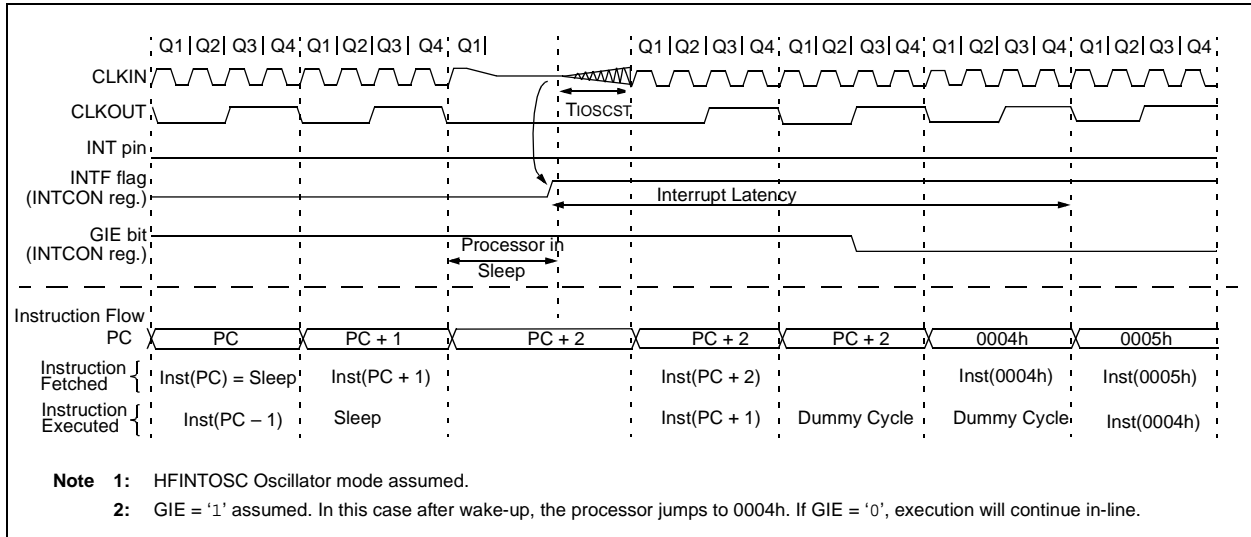 Q1 Q2 Q3 Q4 Q1 Q2 Q3 Q4 Q1 Q1 Q2 Q3 Q4 Q1 Q2 Q3 Q4 Q1 Q2 Q3 Q4 Q1 Q2 Q3 Q4
CLKIN
TIOSCST
CLKOUT
INT pin
INTF flag
(INTCON reg.)
Interrupt Latency
GIE bit
(INTCON reg.)
Processor in
Sleep
Instruction Flow
PC PC PC + 1 PC + 2 PC + 2 PC + 2 0004h 0005h
Instruction
Fetched
Inst(PC) = Sleep Inst(PC + 1) Inst(PC + 2) Inst(0004h) Inst(0005h)
Instruction
Executed
Inst(PC – 1) Sleep Inst(PC + 1) Dummy Cycle Dummy Cycle Inst(0004h)
Note 1: HFINTOSC Oscillator mode assumed.
2: GIE = ‘1’ assumed. In this case after wake-up, the processor jumps to 0004h. If GIE = ‘0’, execution will continue in-line.